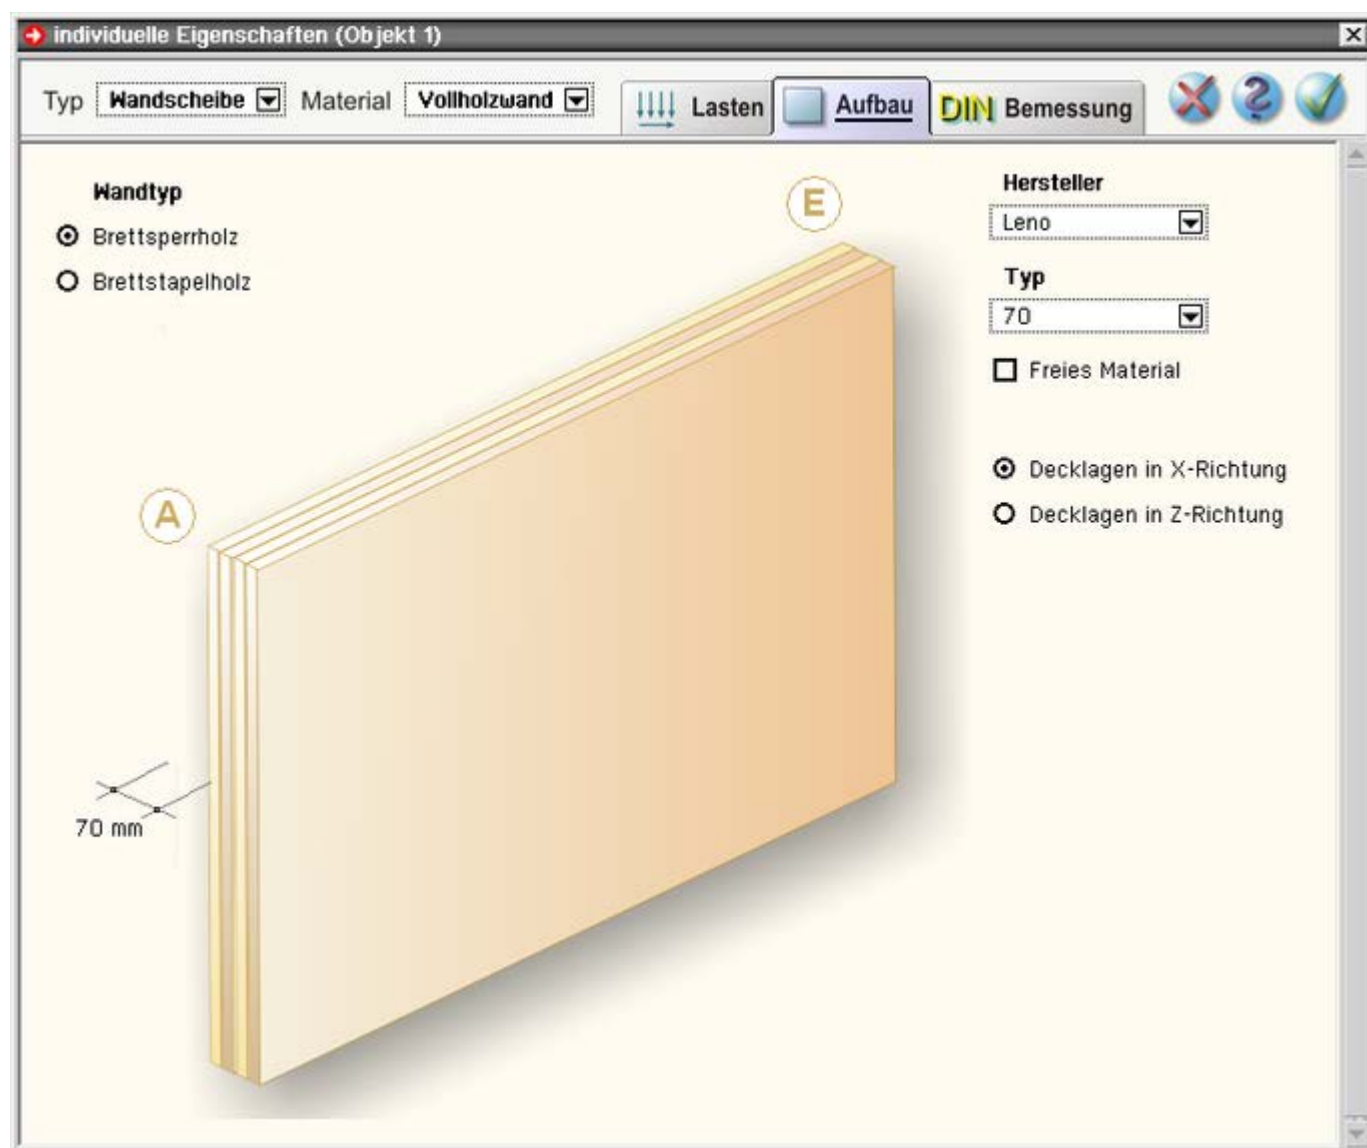 individuelle Eigenschaften (Objekt 1)
Typ Wandscheibe Material Vollholzwand Lasten Aufbau DIN Bemessung
Wandtyp
Brettsperrholz
Brettstapelholz
E
Hersteller
Leno
Typ
70
Freies Material
Decklagen in X-Richtung
Decklagen in Z-Richtung
A
70 mm